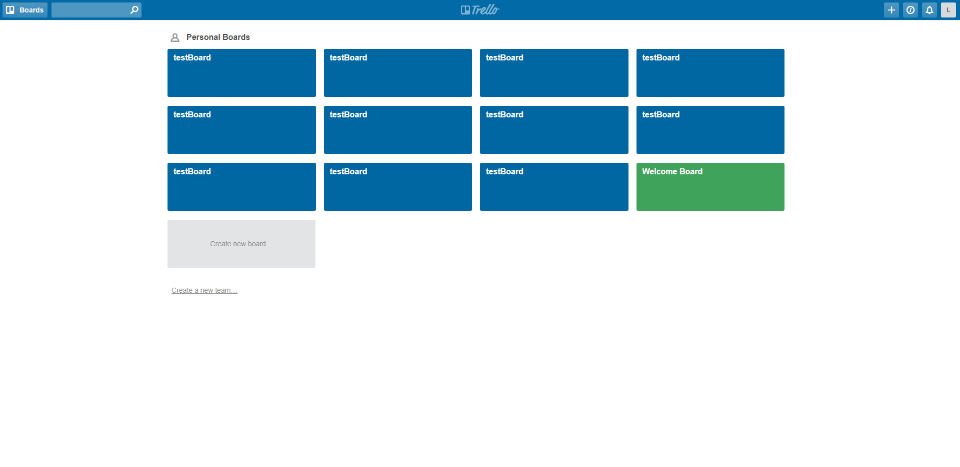 Boards
Trello
L
Personal Boards
testBoard
testBoard
testBoard
testBoard
testBoard
testBoard
testBoard
testBoard
testBoard
testBoard
testBoard
Welcome Board
Create new board
Create a new team…